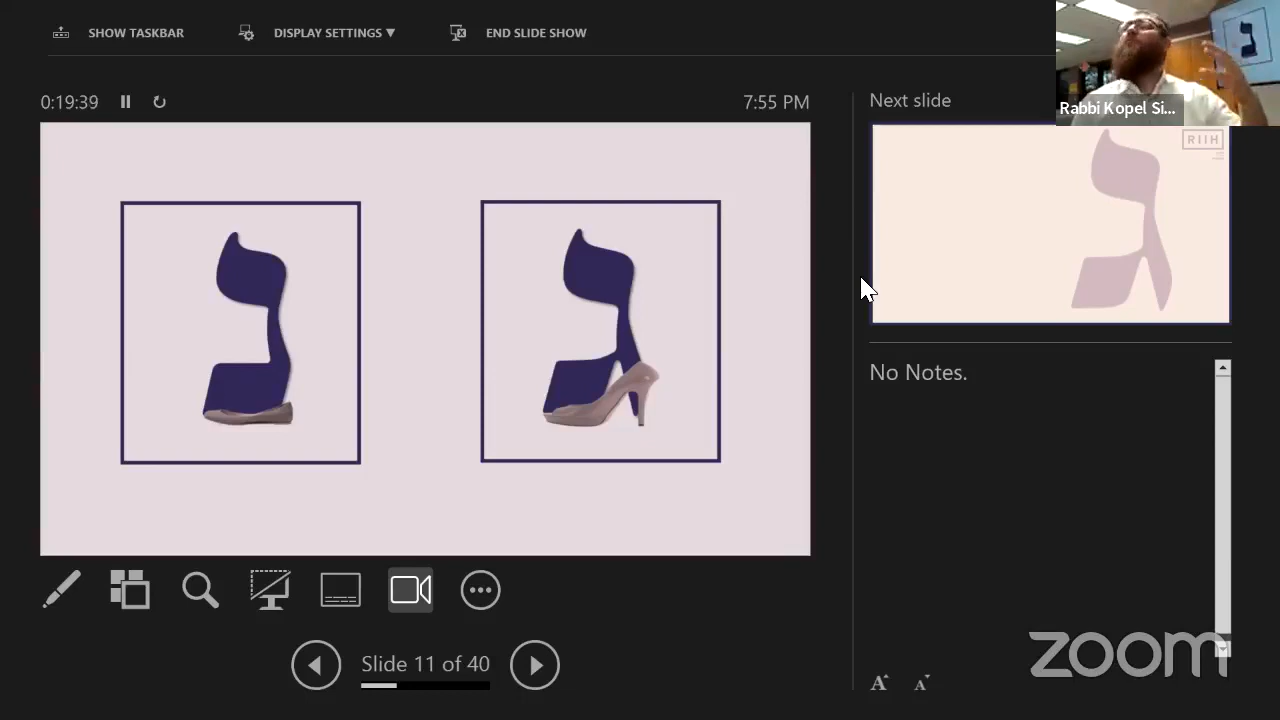 SHOW TASKBAR
DISPLAY SETTINGS ▼
END SLIDE SHOW
0:19:39
7:55 PM
Next slide
Rabbi Kopel Si...
RIIH
נ
ג
ג
No Notes.
Slide 11 of 40
A A
zoom